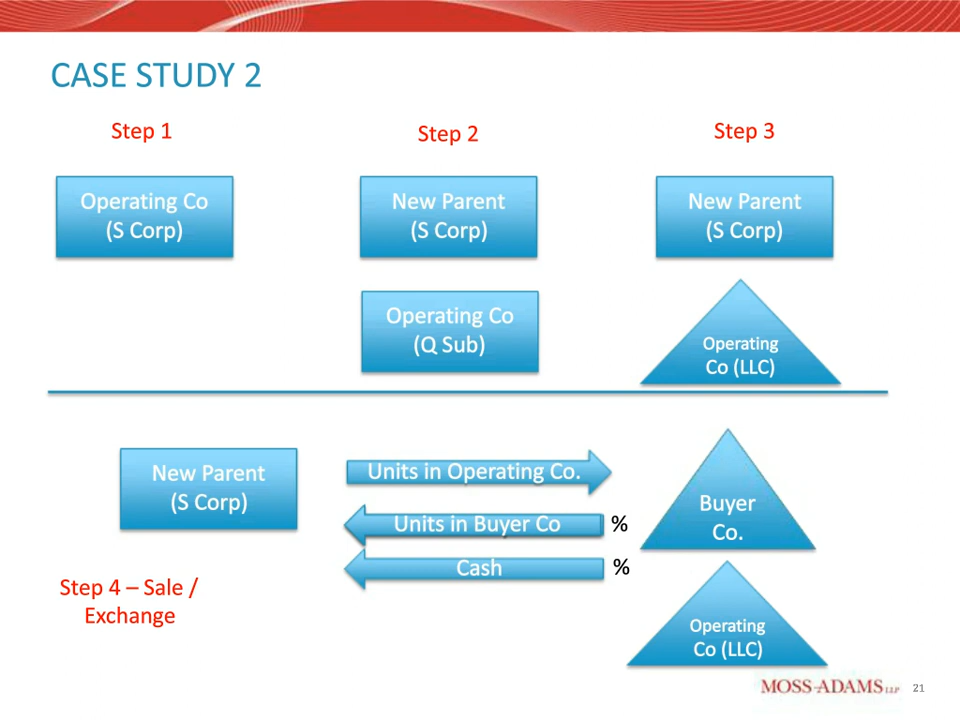 CASE STUDY 2
Step 1
Step 2
Step 3
Operating Co
(S Corp)
New Parent
(S Corp)
New Parent
(S Corp)
Operating Co
(Q Sub)
Operating
Co (LLC)
New Parent
(S Corp)
Units in Operating Co.
Units in Buyer Co
%
Cash
%
Buyer
Co.
Step 4 – Sale /
Exchange
Operating
Co (LLC)
MOSS-ADAMS LLP
21